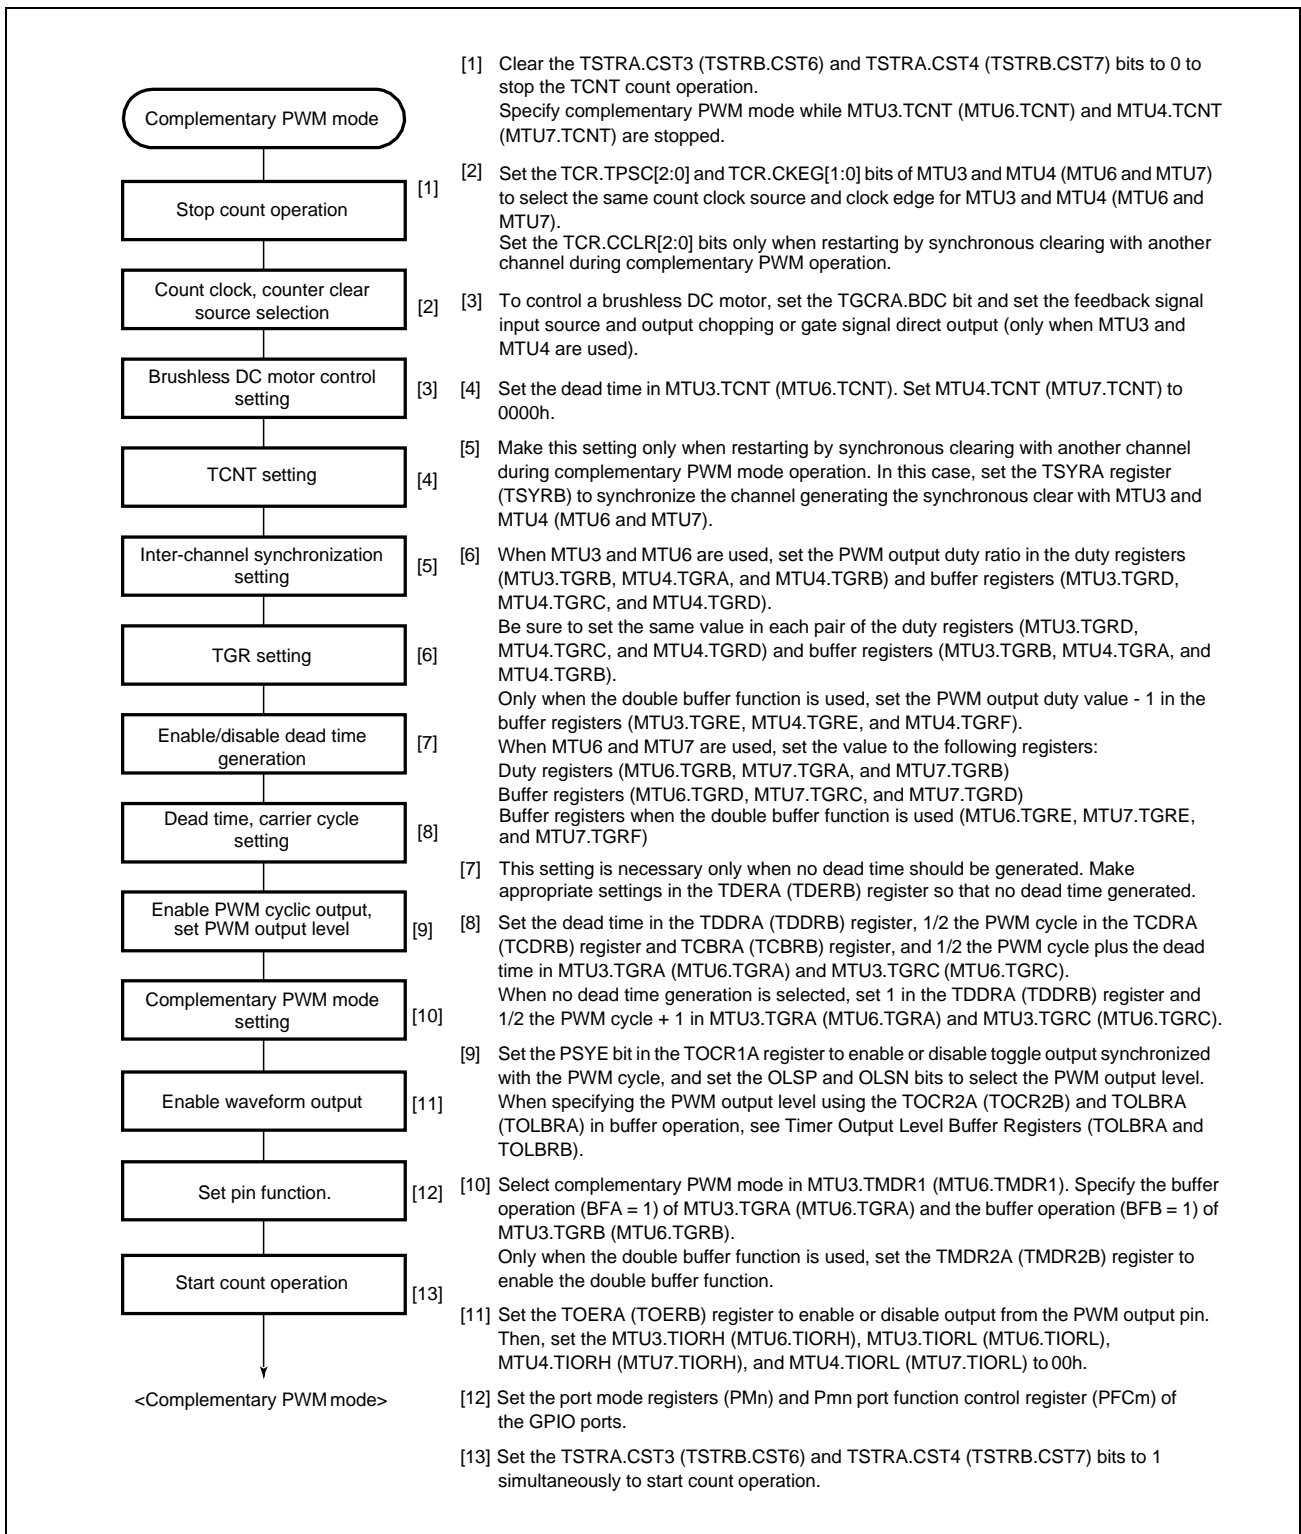 Complementary PWM mode
Stop count operation
[1]
Count clock, counter clear
source selection
[2]
Brushless DC motor control
setting
[3]
TCNT setting
[4]
Inter-channel synchronization
setting
[5]
TGR setting
[6]
Enable/disable dead time
generation
[7]
Dead time, carrier cycle
setting
[8]
Enable PWM cyclic output,
set PWM output level
[9]
Complementary PWM mode
setting
[10]
Enable waveform output
[11]
Set pin function.
[12]
Start count operation
[13]
<Complementary PWM mode>
[1] Clear the TSTRA.CST3 (TSTRB.CST6) and TSTRA.CST4 (TSTRB.CST7) bits to 0 to
stop the TCNT count operation.
Specify complementary PWM mode while MTU3.TCNT (MTU6.TCNT) and MTU4.TCNT
(MTU7.TCNT) are stopped.
[2] Set the TCR.TPSC[2:0] and TCR.CKEG[1:0] bits of MTU3 and MTU4 (MTU6 and MTU7)
to select the same count clock source and clock edge for MTU3 and MTU4 (MTU6 and
MTU7).
Set the TCR.CCLR[2:0] bits only when restarting by synchronous clearing with another
channel during complementary PWM operation.
[3] To control a brushless DC motor, set the TGCRA.BDC bit and set the feedback signal
input source and output chopping or gate signal direct output (only when MTU3 and
MTU4 are used).
[4] Set the dead time in MTU3.TCNT (MTU6.TCNT). Set MTU4.TCNT (MTU7.TCNT) to
0000h.
[5] Make this setting only when restarting by synchronous clearing with another channel
during complementary PWM mode operation. In this case, set the TSYRA register
(TSYRB) to synchronize the channel generating the synchronous clear with MTU3 and
MTU4 (MTU6 and MTU7).
[6] When MTU3 and MTU6 are used, set the PWM output duty ratio in the duty registers
(MTU3.TGRB, MTU4.TGRA, and MTU4.TGRB) and buffer registers (MTU3.TGRD,
MTU4.TGRC, and MTU4.TGRD).
Be sure to set the same value in each pair of the duty registers (MTU3.TGRD,
MTU4.TGRC, and MTU4.TGRD) and buffer registers (MTU3.TGRB, MTU4.TGRA, and
MTU4.TGRB).
Only when the double buffer function is used, set the PWM output duty value - 1 in the
buffer registers (MTU3.TGRE, MTU4.TGRE, and MTU4.TGRF).
When MTU6 and MTU7 are used, set the value to the following registers:
Duty registers (MTU6.TGRB, MTU7.TGRA, and MTU7.TGRB)
Buffer registers (MTU6.TGRD, MTU7.TGRC, and MTU7.TGRD)
Buffer registers when the double buffer function is used (MTU6.TGRE, MTU7.TGRE,
and MTU7.TGRF)
[7] This setting is necessary only when no dead time should be generated. Make
appropriate settings in the TDERA (TDERB) register so that no dead time generated.
[8] Set the dead time in the TDDRA (TDDRB) register, 1/2 the PWM cycle in the TCDRA
(TCDRB) register and TCBRA (TCBRB) register, and 1/2 the PWM cycle plus the dead
time in MTU3.TGRA (MTU6.TGRA) and MTU3.TGRC (MTU6.TGRC).
When no dead time generation is selected, set 1 in the TDDRA (TDDRB) register and
1/2 the PWM cycle + 1 in MTU3.TGRA (MTU6.TGRA) and MTU3.TGRC (MTU6.TGRC).
[9] Set the PSYE bit in the TOCR1A register to enable or disable toggle output synchronized
with the PWM cycle, and set the OLSP and OLSN bits to select the PWM output level.
When specifying the PWM output level using the TOCR2A (TOCR2B) and TOLBRA
(TOLBRA) in buffer operation, see Timer Output Level Buffer Registers (TOLBRA and
TOLBRB).
[10] Select complementary PWM mode in MTU3.TMDR1 (MTU6.TMDR1). Specify the buffer
operation (BFA = 1) of MTU3.TGRA (MTU6.TGRA) and the buffer operation (BFB = 1) of
MTU3.TGRB (MTU6.TGRB).
Only when the double buffer function is used, set the TMDR2A (TMDR2B) register to
enable the double buffer function.
[11] Set the TOERA (TOERB) register to enable or disable output from the PWM output pin.
Then, set the MTU3.TIORH (MTU6.TIORH), MTU3.TIORL (MTU6.TIORL),
MTU4.TIORH (MTU7.TIORH), and MTU4.TIORL (MTU7.TIORL) to 00h.
[12] Set the port mode registers (PMn) and Pmn port function control register (PFCm) of
the GPIO ports.
[13] Set the TSTRA.CST3 (TSTRB.CST6) and TSTRA.CST4 (TSTRB.CST7) bits to 1
simultaneously to start count operation.